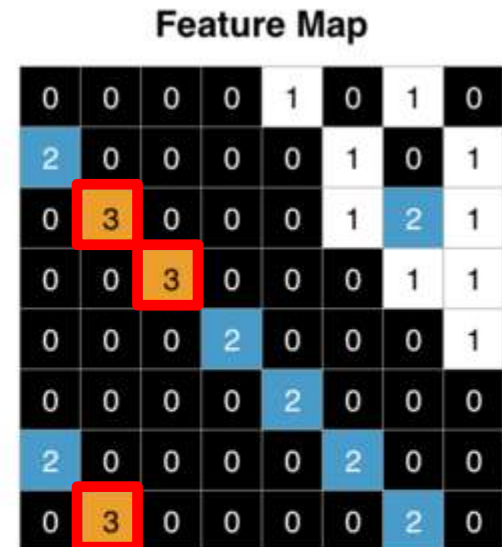 Feature Map
0 0 0 0 1 0 1 0
2 0 0 0 0 1 0 1
0 3 0 0 0 1 2 1
0 0 3 0 0 0 1 1
0 0 0 2 0 0 0 1
0 0 0 0 2 0 0 0
2 0 0 0 0 2 0 0
0 3 0 0 0 0 2 0